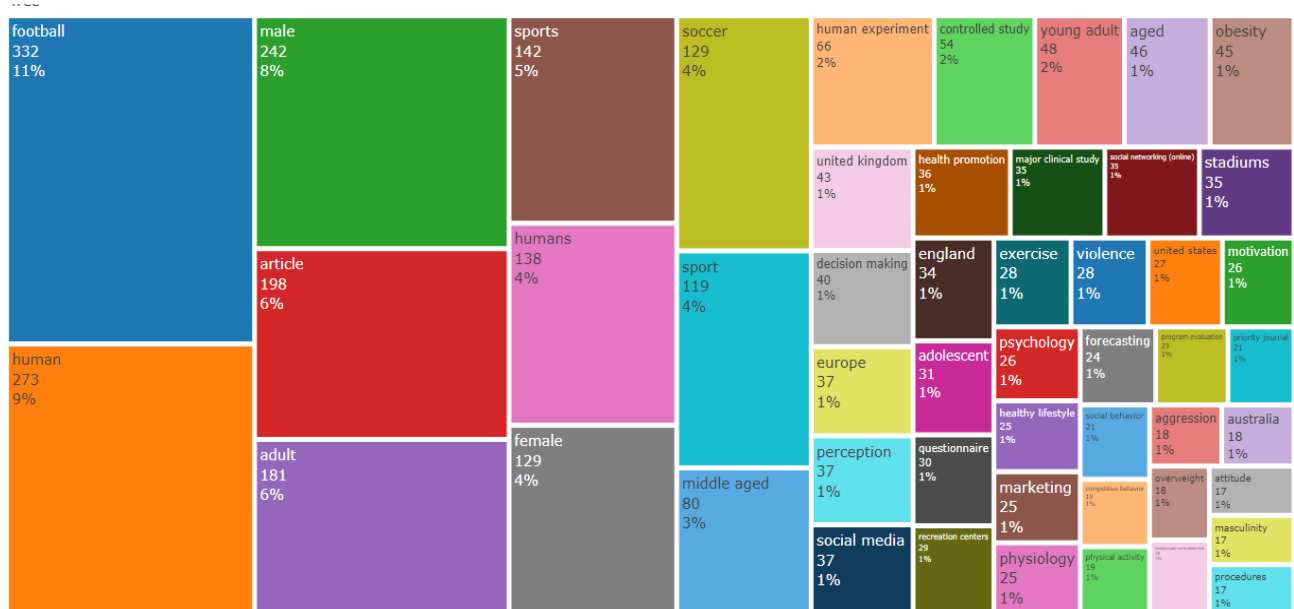 football
332
11%
human
273
9%
male
242
8%
article
198
6%
adult
181
6%
sports
142
5%
humans
138
4%
female
129
4%
soccer
129
4%
sport
119
4%
middle aged
80
3%
human experiment
66
2%
controlled study
54
2%
young adult
48
2%
aged
46
1%
obesity
45
1%
united kingdom
43
1%
decision making
40
1%
europe
37
1%
perception
37
1%
social media
37
1%
health promotion
36
1%
major clinical study
35
1%
social networking (online)
35
1%
stadiums
35
1%
england
34
1%
adolescent
31
1%
questionnaire
30
1%
recreation centers
29
1%
exercise
28
1%
violence
28
1%
united states
27
1%
motivation
26
1%
psychology
26
1%
healthy lifestyle
25
1%
marketing
25
1%
physiology
25
1%
forecasting
24
1%
program evaluation
23
1%
priority journal
21
1%
social behavior
21
1%
competitive behavior
19
1%
physical activity
19
1%
aggression
18
1%
australia
18
1%
overweight
18
1%
attitude
17
1%
masculinity
17
1%
procedures
17
1%